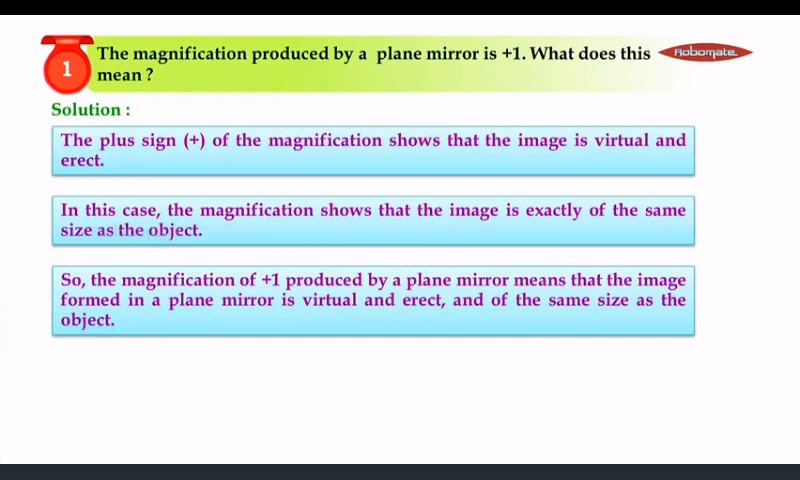 1
The magnification produced by a plane mirror is +1. What does this
mean ?
Robomate
Solution :
The plus sign (+) of the magnification shows that the image is virtual and
erect.
In this case, the magnification shows that the image is exactly of the same
size as the object.
So, the magnification of +1 produced by a plane mirror means that the image
formed in a plane mirror is virtual and erect, and of the same size as the
object.